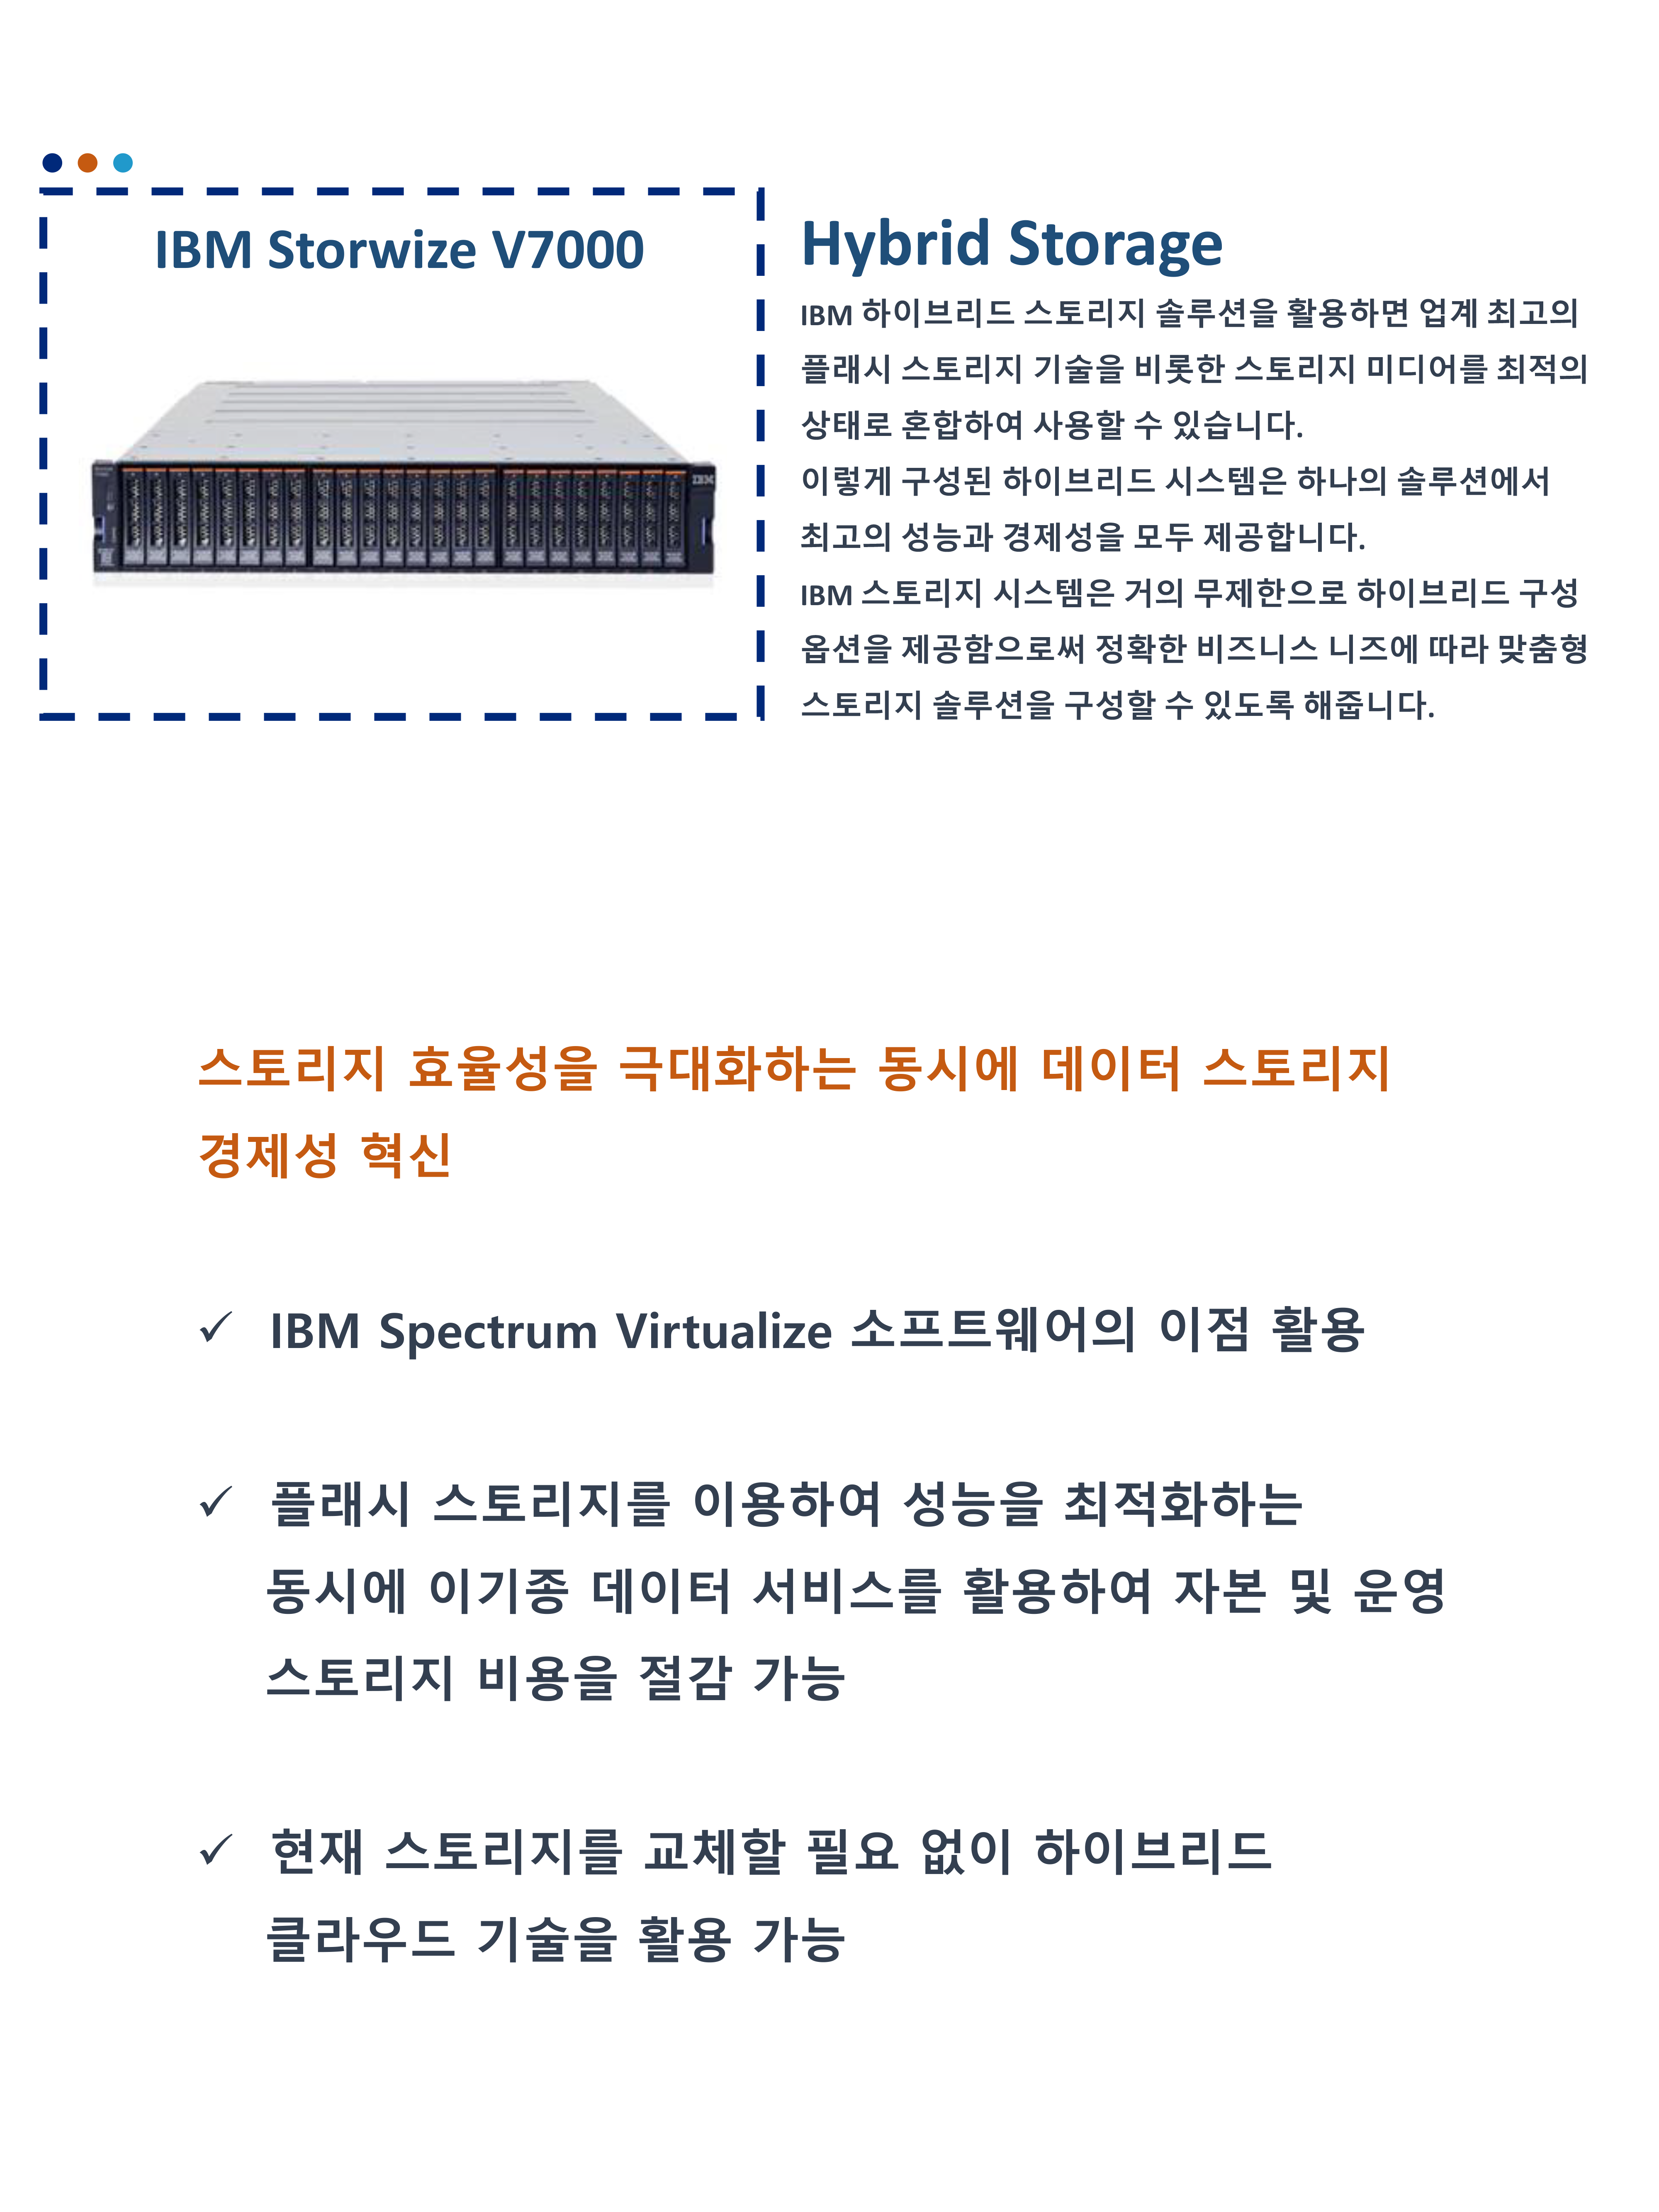 IBM Storwize V7000
IBM
Hybrid Storage
IBM 하이브리드 스토리지 솔루션을 활용하면 업계 최고의
플래시 스토리지 기술을 비롯한 스토리지 미디어를 최적의
상태로 혼합하여 사용할 수 있습니다.
이렇게 구성된 하이브리드 시스템은 하나의 솔루션에서
최고의 성능과 경제성을 모두 제공합니다.
IBM 스토리지 시스템은 거의 무제한으로 하이브리드 구성
옵션을 제공함으로써 정확한 비즈니스 니즈에 따라 맞춤형
스토리지 솔루션을 구성할 수 있도록 해줍니다.
스토리지 효율성을 극대화하는 동시에 데이터 스토리지
경제성 혁신
✓ IBM Spectrum Virtualize 소프트웨어의 이점 활용
✓ 플래시 스토리지를 이용하여 성능을 최적화하는
동시에 이기종 데이터 서비스를 활용하여 자본 및 운영
스토리지 비용을 절감 가능
✓ 현재 스토리지를 교체할 필요 없이 하이브리드
클라우드 기술을 활용 가능